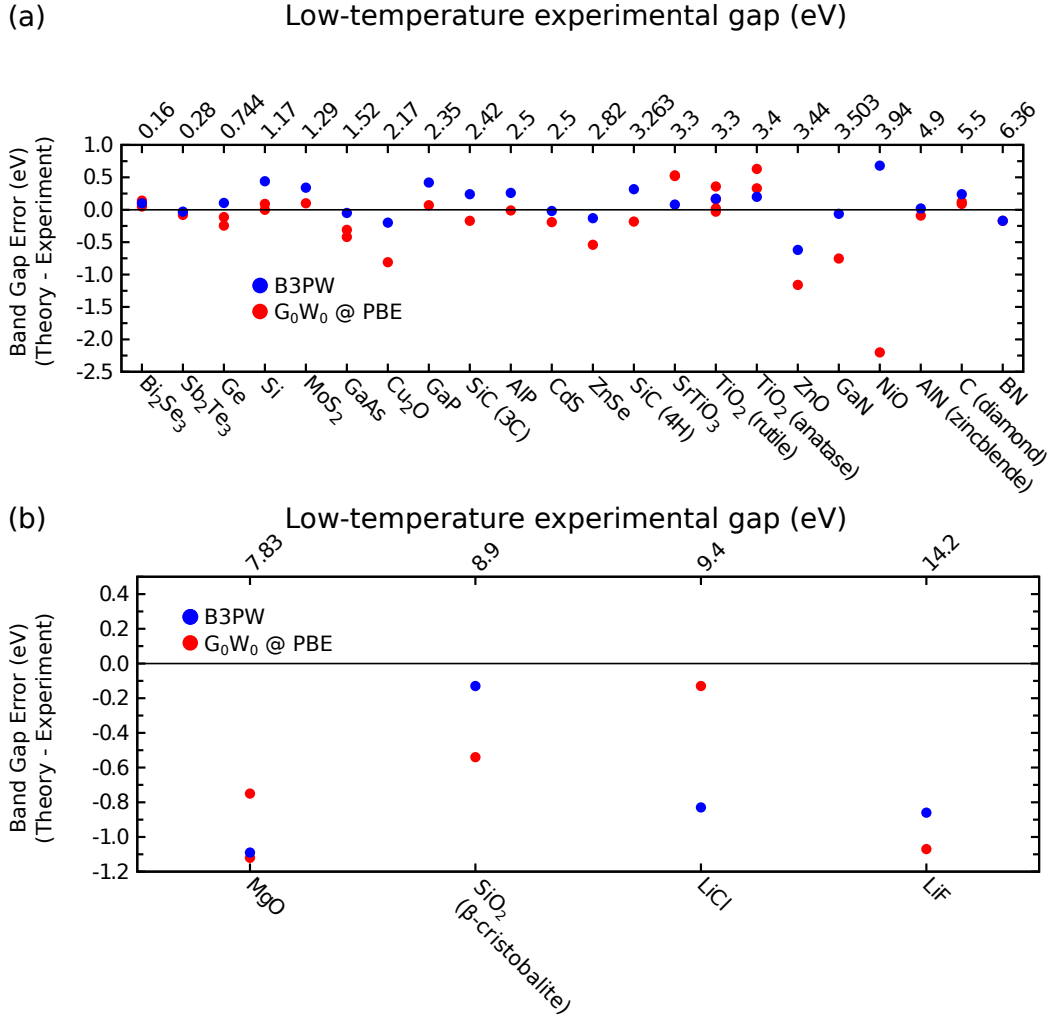 (a) Low-temperature experimental gap (eV)
0.16 0.28 0.744 1.17 1.29 1.52 2.17 2.35 2.42 2.5 2.5 2.82 3.263 3.3 3.3 3.4 3.44 3.503 3.94 4.9 5.5 6.36
Band Gap Error (eV)
(Theory - Experiment)
1.0
0.5
0.0
-0.5
-1.0
-1.5
-2.0
-2.5
B3PW
G₀W₀ @ PBE
Bi₂Se₃ Sb₂Te₃ Ge Si MoS₂ GaAs Cu₂O GaP SiC (3C) AlP CdS ZnSe SiC (4H) SrTiO₃ TiO₂ (rutile) TiO₂ (anatase) ZnO GaN NiO AlN (zincblende) C (diamond) BN
(b) Low-temperature experimental gap (eV)
7.83 8.9 9.4 14.2
Band Gap Error (eV)
(Theory - Experiment)
0.4
0.2
0.0
-0.2
-0.4
-0.6
-0.8
-1.0
-1.2
B3PW
G₀W₀ @ PBE
MgO SiO₂ LiCl LiF
(β-cristobalite)